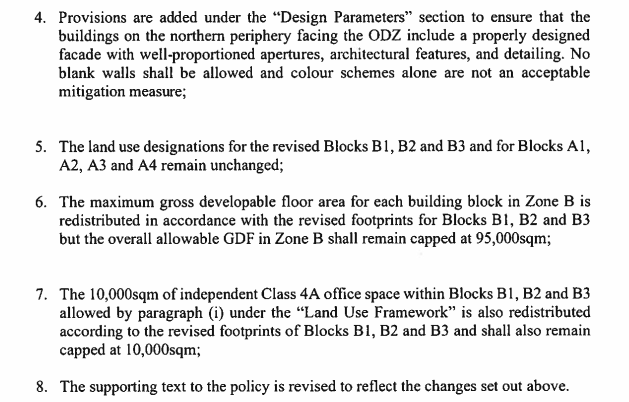 4. Provisions are added under the “Design Parameters” section to ensure that the
buildings on the northern periphery facing the ODZ include a properly designed
facade with well-proportioned apertures, architectural features, and detailing. No
blank walls shall be allowed and colour schemes alone are not an acceptable
mitigation measure;
5. The land use designations for the revised Blocks B1, B2 and B3 and for Blocks A1,
A2, A3 and A4 remain unchanged;
6. The maximum gross developable floor area for each building block in Zone B is
redistributed in accordance with the revised footprints for Blocks B1, B2 and B3
but the overall allowable GDF in Zone B shall remain capped at 95,000sqm;
7. The 10,000sqm of independent Class 4A office space within Blocks B1, B2 and B3
allowed by paragraph (i) under the “Land Use Framework” is also redistributed
according to the revised footprints of Blocks B1, B2 and B3 and shall also remain
capped at 10,000sqm;
8. The supporting text to the policy is revised to reflect the changes set out above.